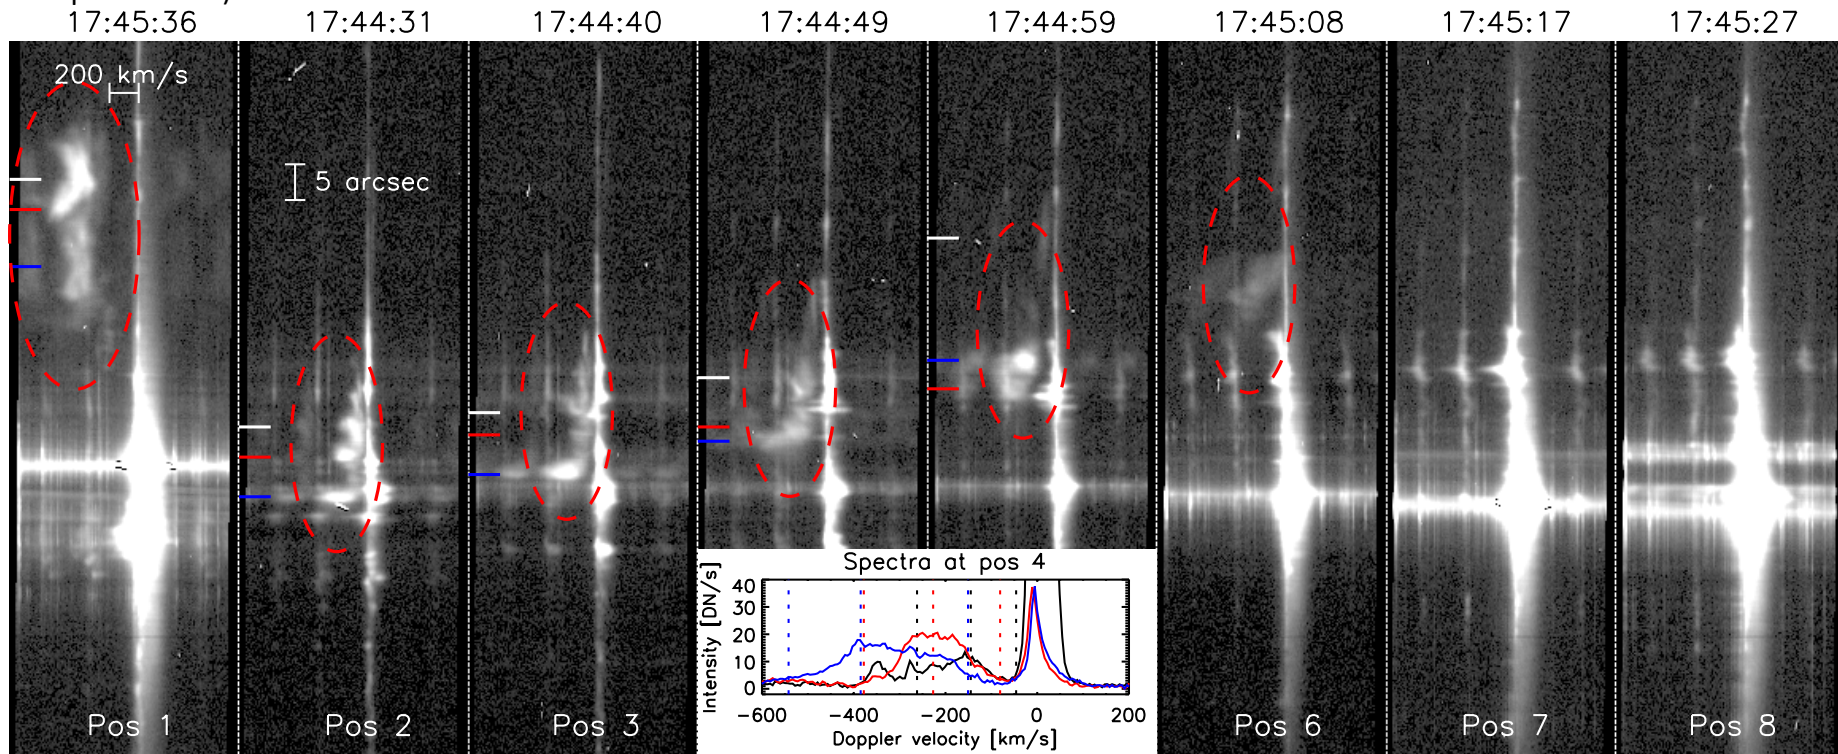 17:45:36 17:44:31 17:44:40 17:44:49 17:44:59 17:45:08 17:45:17 17:45:27
200 km/s
5 arcsec
Spectra at pos 4
Intensity [DN/s]
40
30
20
10
0
-600 -400 -200 0 200
Doppler velocity [km/s]
Pos 1 Pos 2 Pos 3 Pos 6 Pos 7 Pos 8